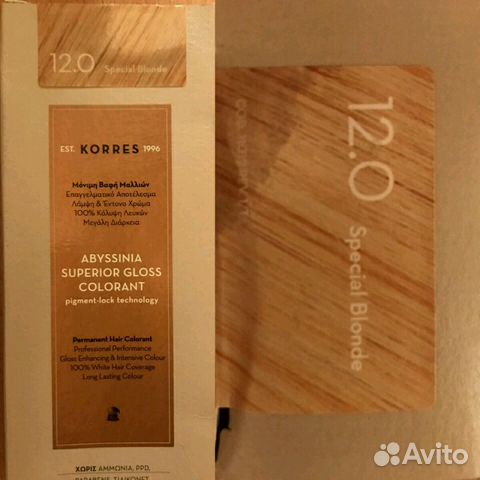 12.0 Special Blonde
EST. KORRES 1996
Μόνιμη Βαφή Μαλλιών
Επαγγελματικό Αποτέλεσμα
Λάμψη & Έντονο Χρώμα
100% Κάλυψη Λευκών
Μεγάλη Διάρκεια
ABYSSINIA
SUPERIOR GLOSS
COLORANT
pigment-lock technology
Permanent Hair Colorant
Professional Performance
Gloss Enhancing & Intensive Colour
100% White Hair Coverage
Long Lasting Colour
ΧΩΡΙΣ ΑΜΜΩΝΙΑ, PPD,
PARABENS, ΣΙΛΙΚΟΝΕΣ
12.0 Special Blonde
Avito